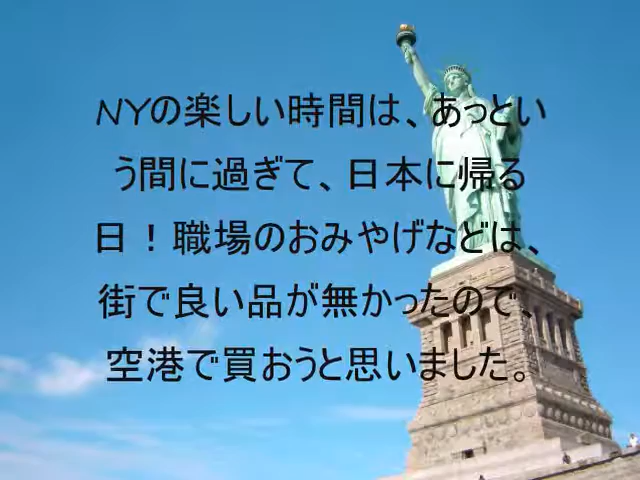 NYの楽しい時間は、あっとい
う間に過ぎて、日本に帰る
日！職場のおみやげなどは、
街で良い品が無かったので、
空港で買おうと思いました。